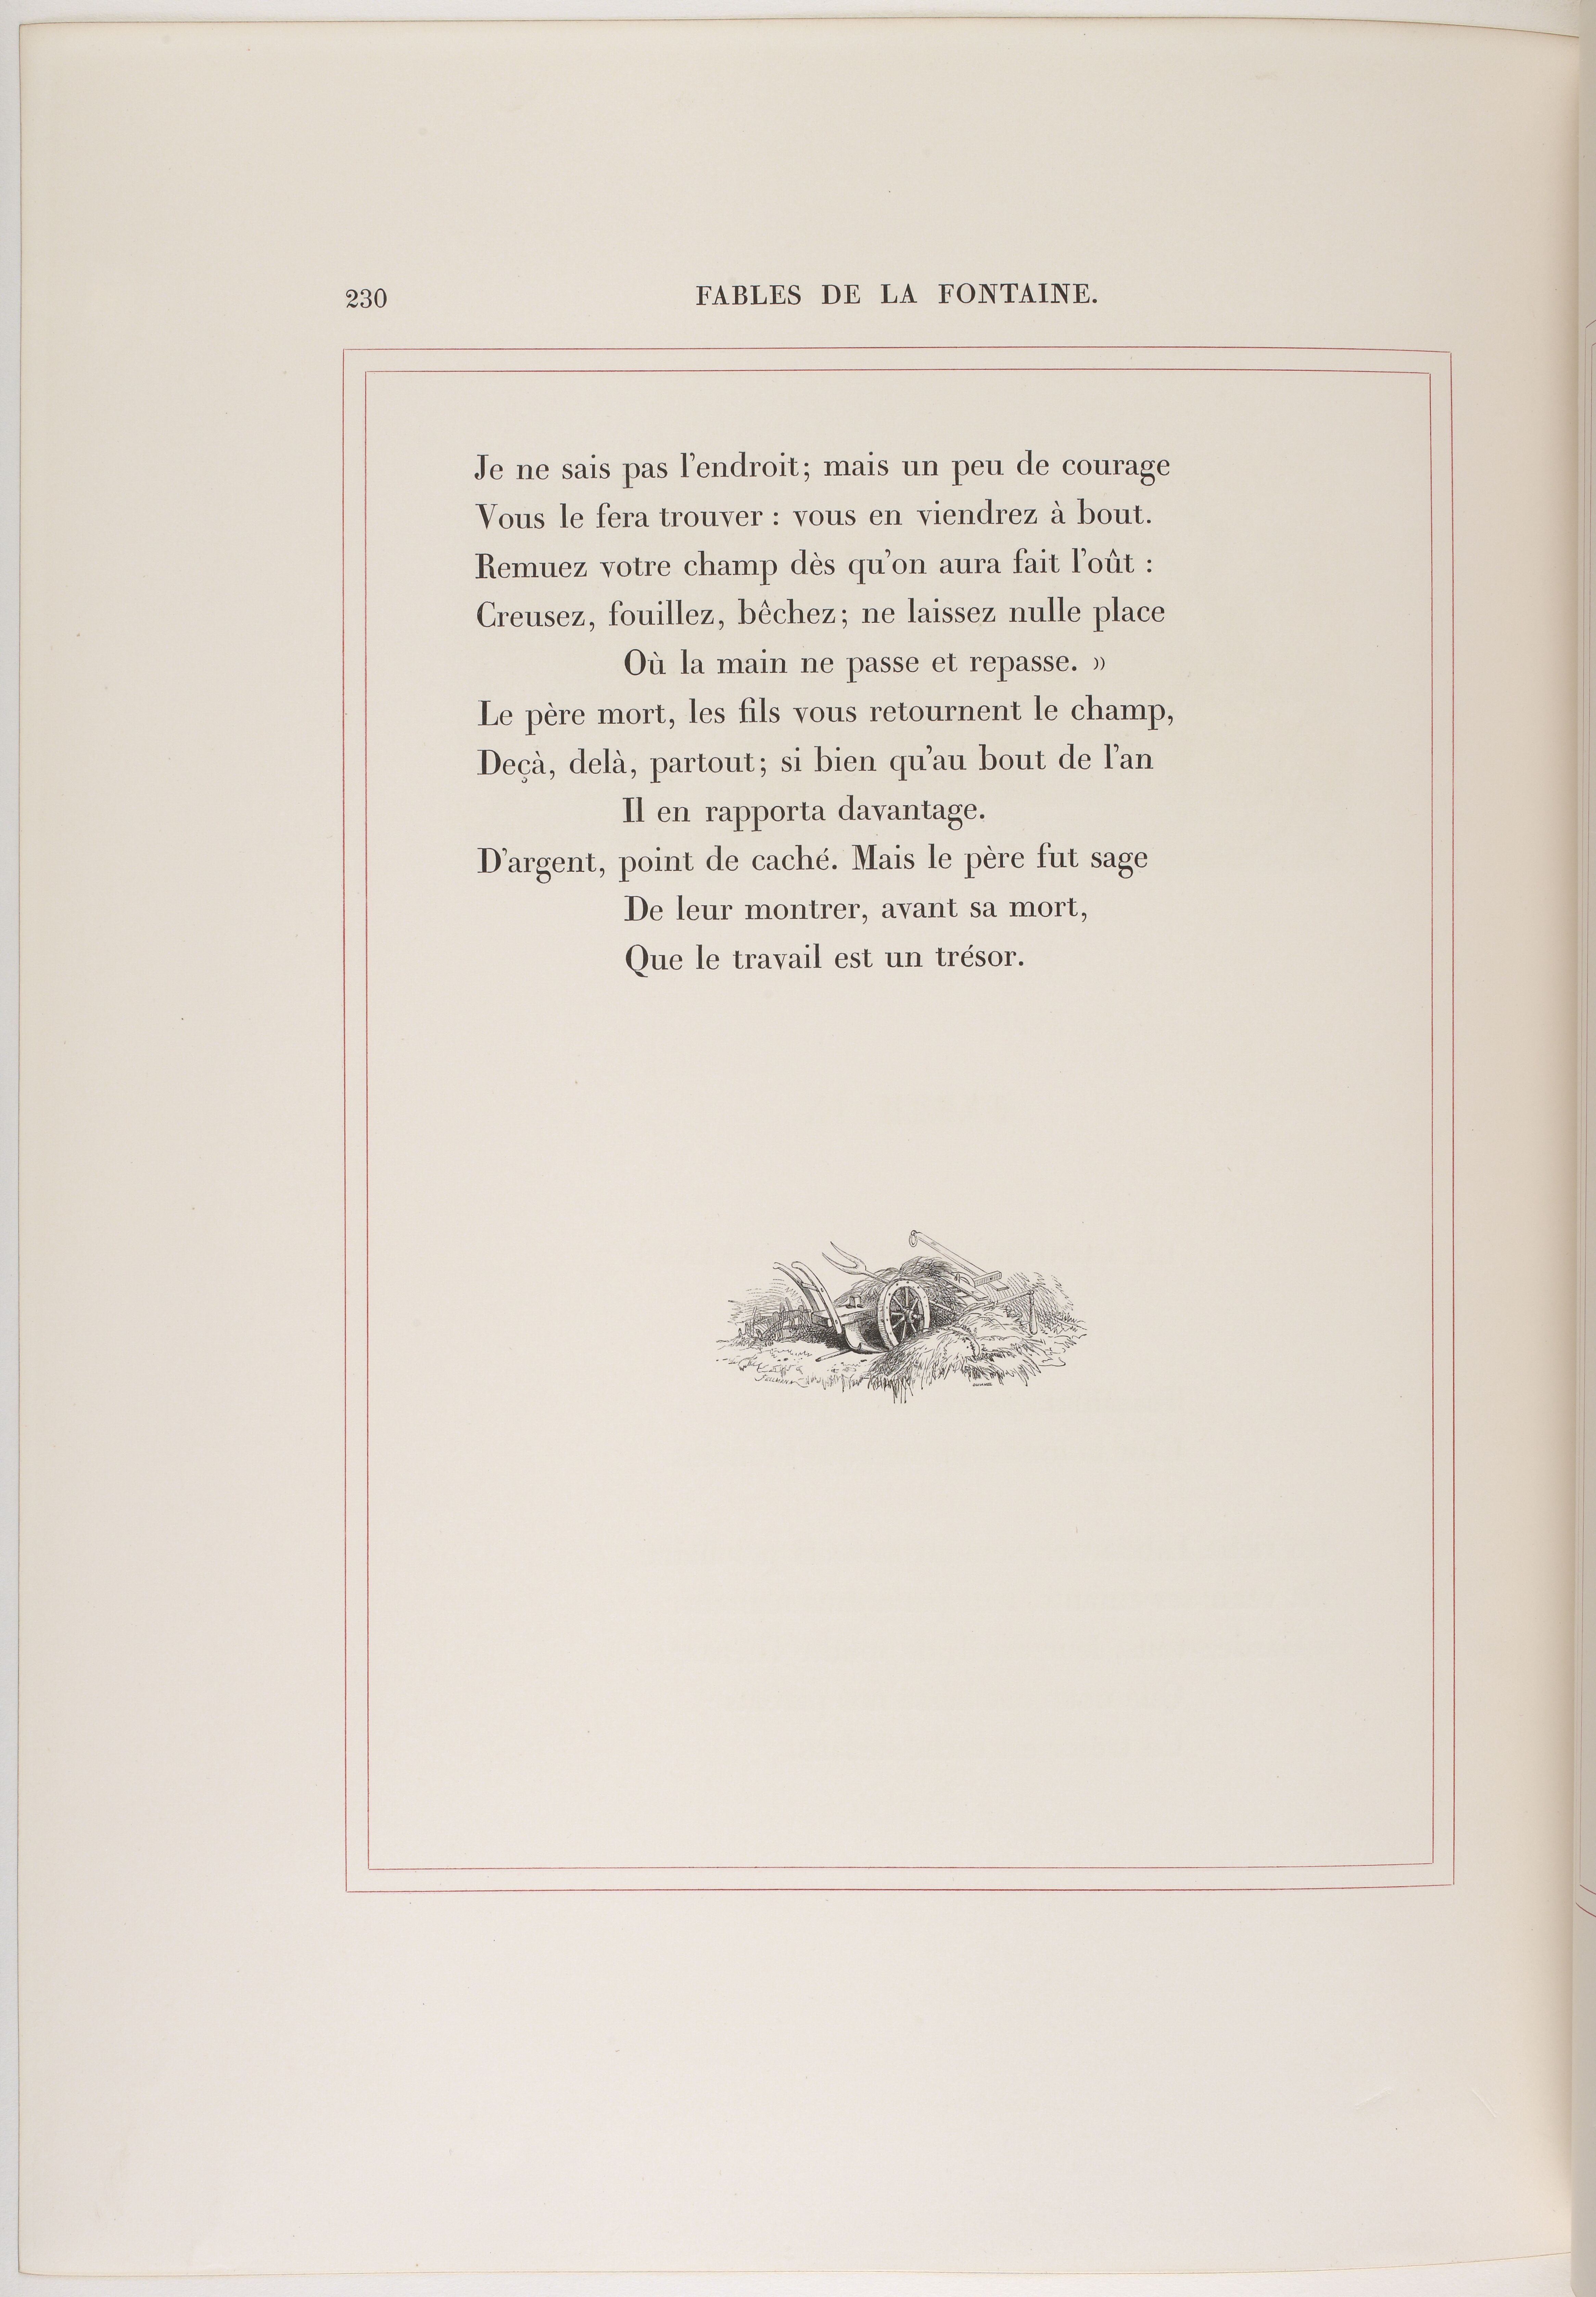 230
FABLES DE LA FONTAINE.
Je ne sais pas l'endroit; mais un peu de courage
Vous le fera trouver : vous en viendrez à bout.
Remuez votre champ dès qu'on aura fait l'oût :
Creusez, fouillez, bêchez; ne laissez nulle place
Où la main ne passe et repasse. »
Le père mort, les fils vous retournent le champ,
Deçà, delà, partout; si bien qu'au bout de l'an
Il en rapporta davantage.
D'argent, point de caché. Mais le père fut sage
De leur montrer, avant sa mort,
Que le travail est un trésor.